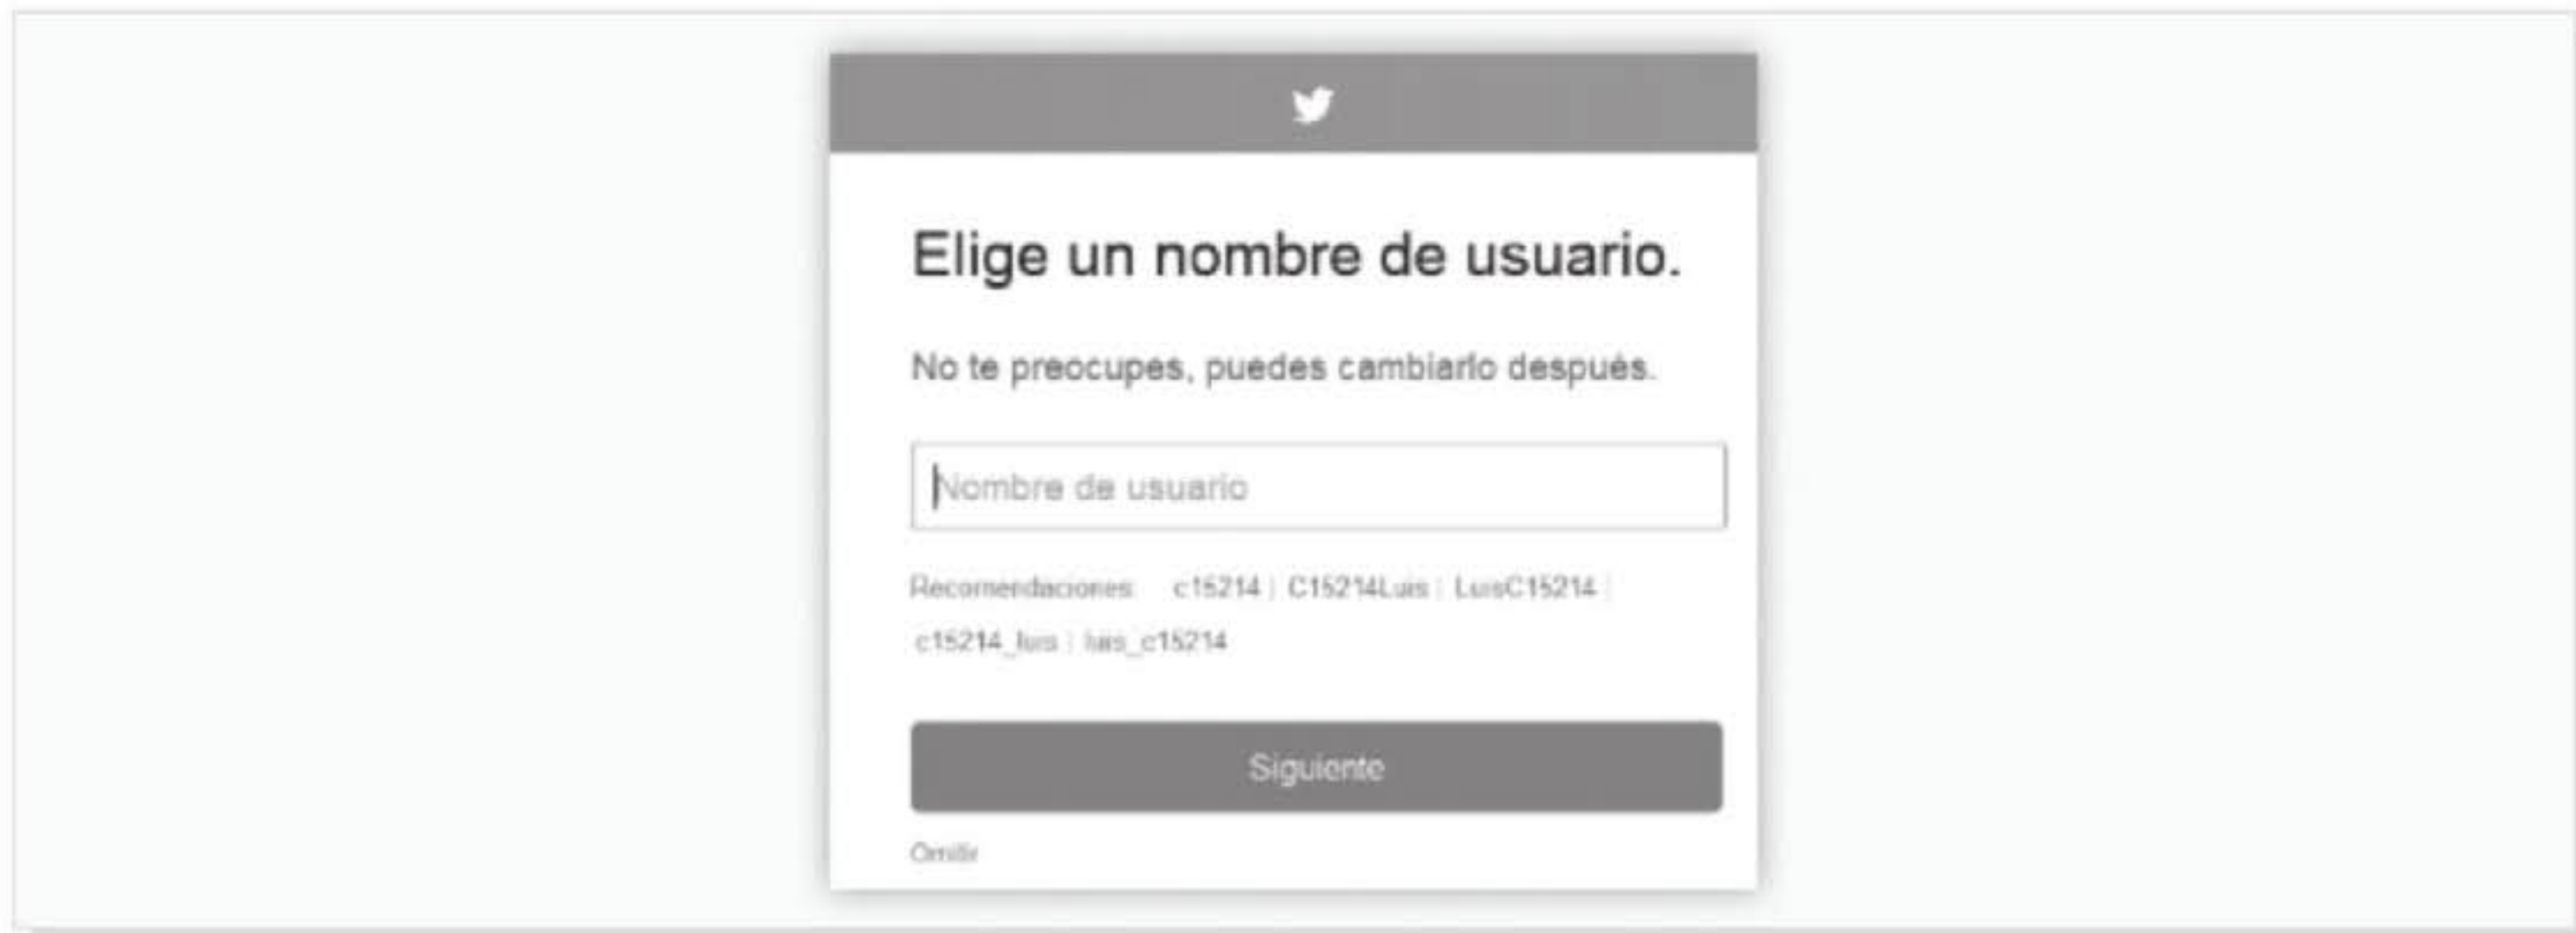 Elige un nombre de usuario.
No te preocupes, puedes cambiarlo después.
Nombre de usuario
Recomendaciones: c15214 | C15214Luis | LuisC15214 |
c15214_luis | luis_c15214
Siguiente
Omitir